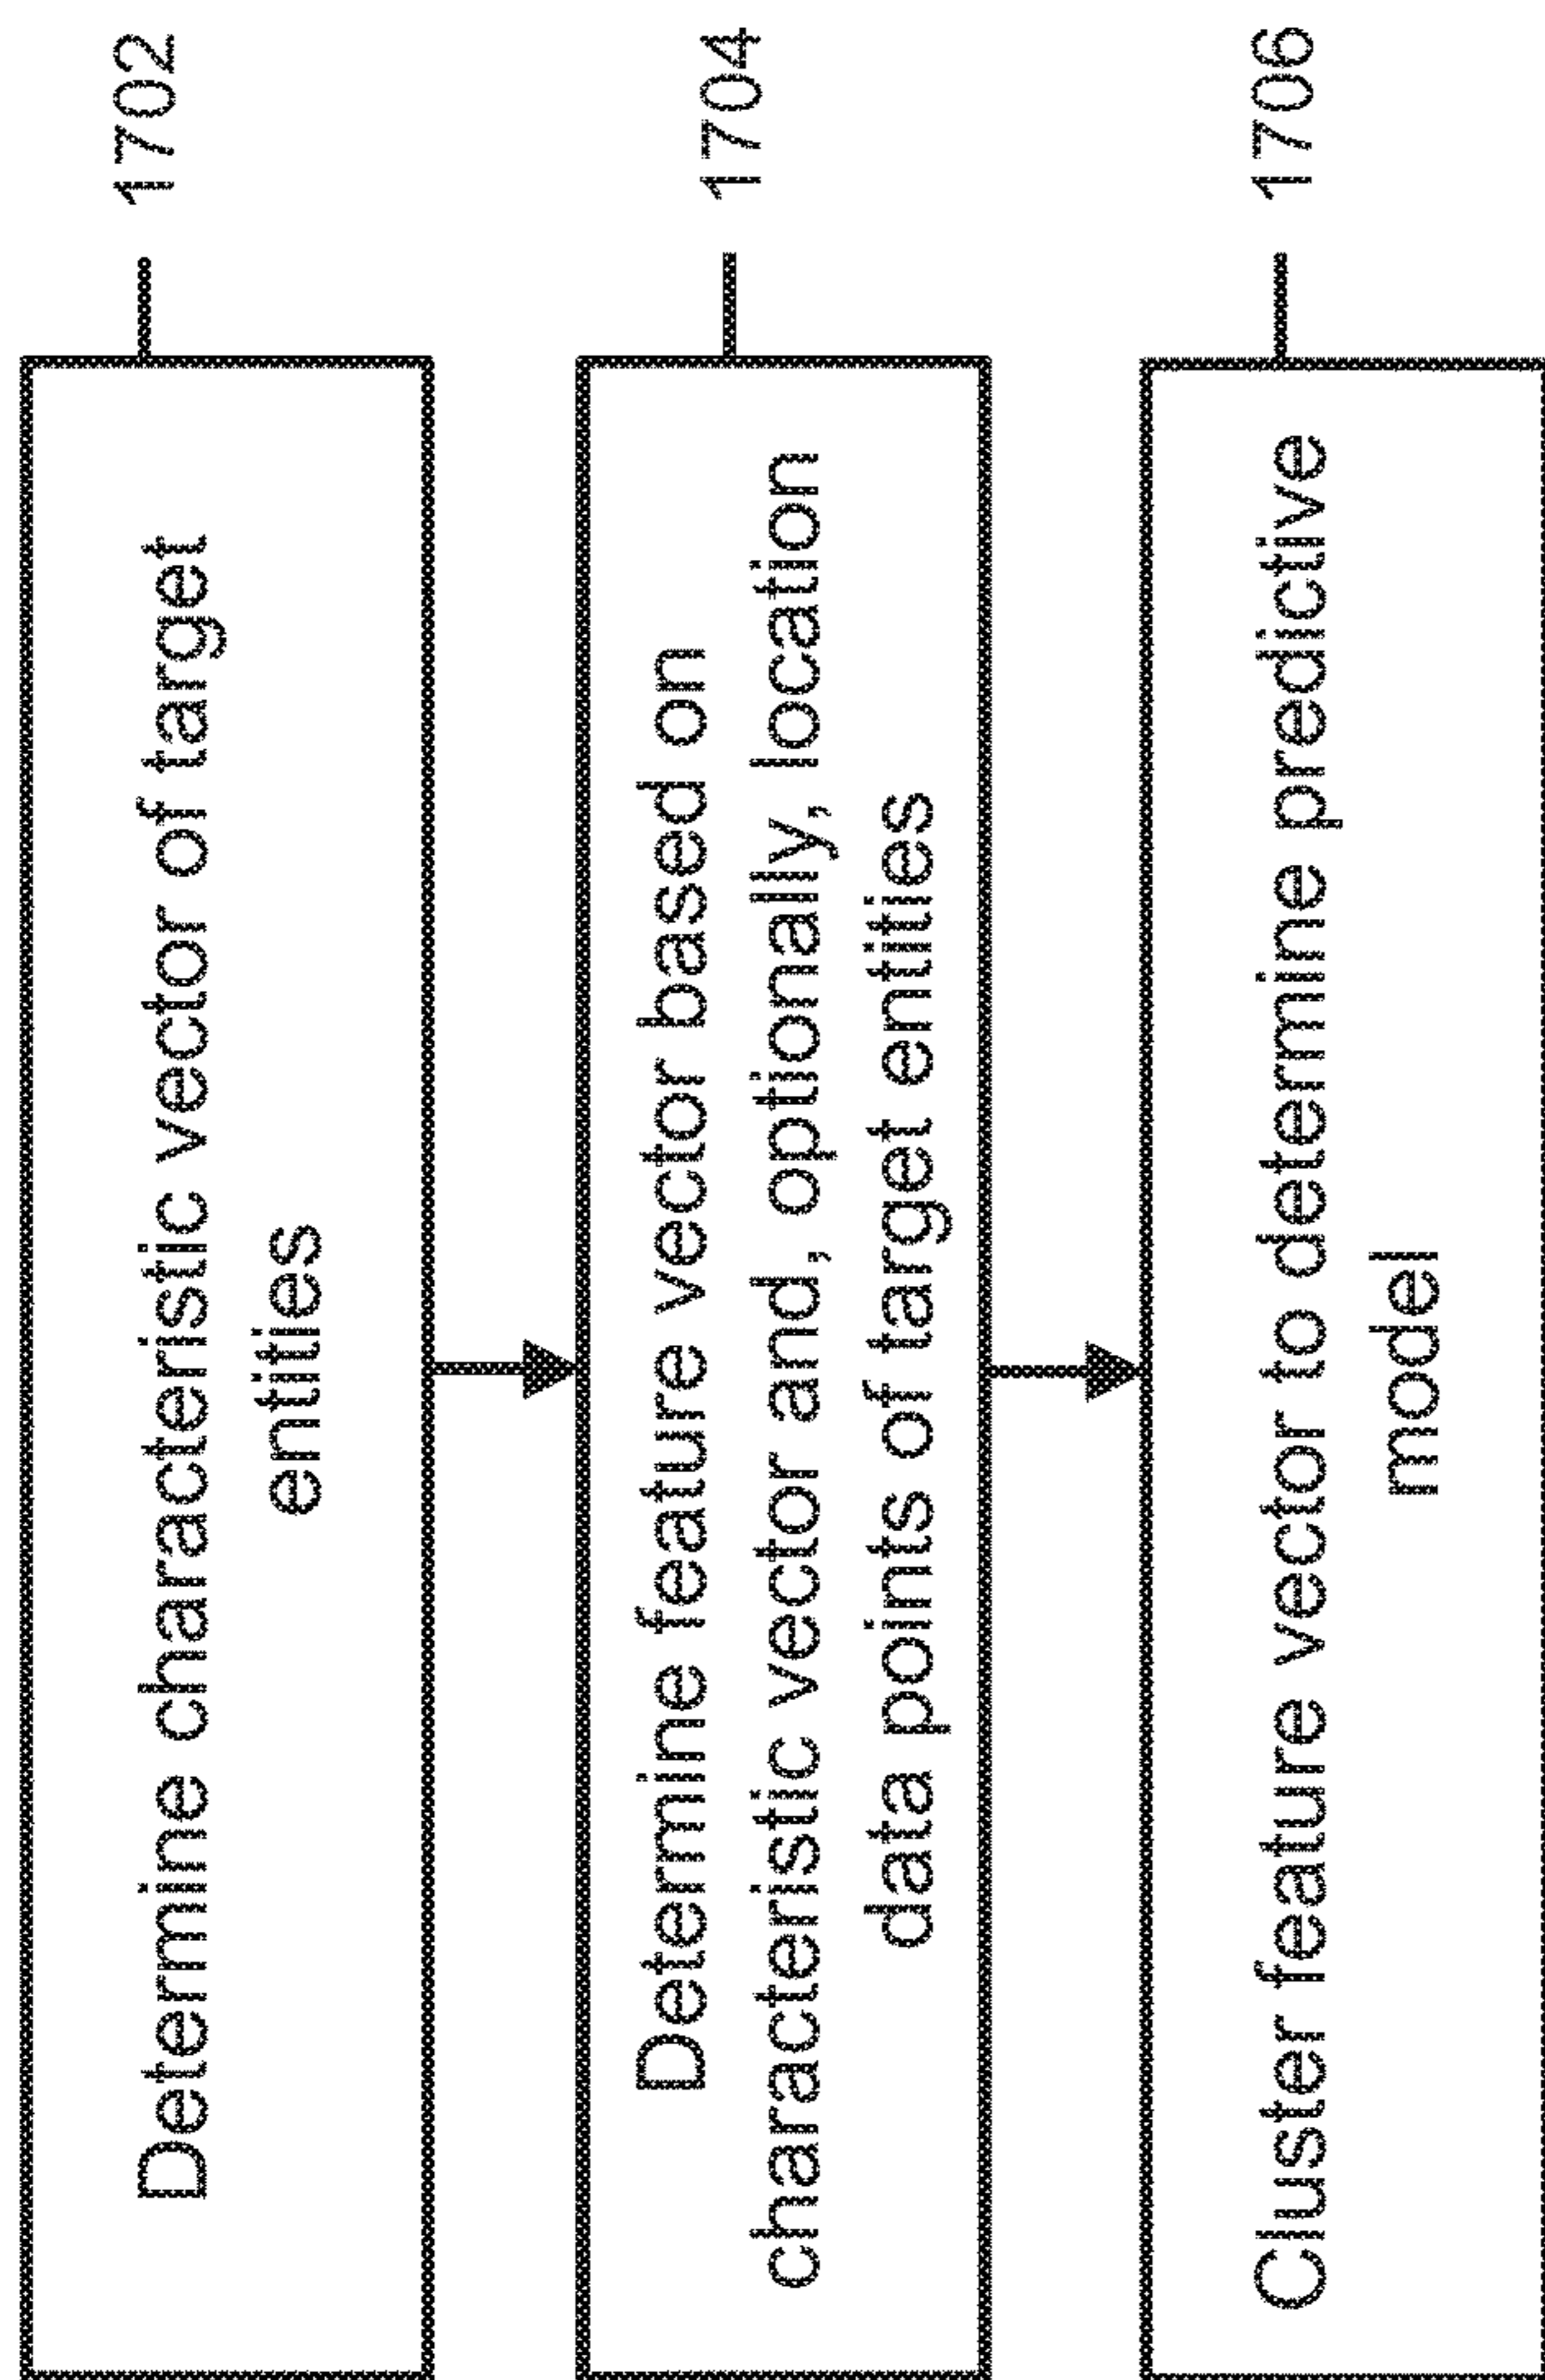 Determine characteristic vector of target
entities
1702
Determine feature vector based on
characteristic vector and, optionally, location
data points of target entities
1704
Cluster feature vector to determine predictive
model
1706